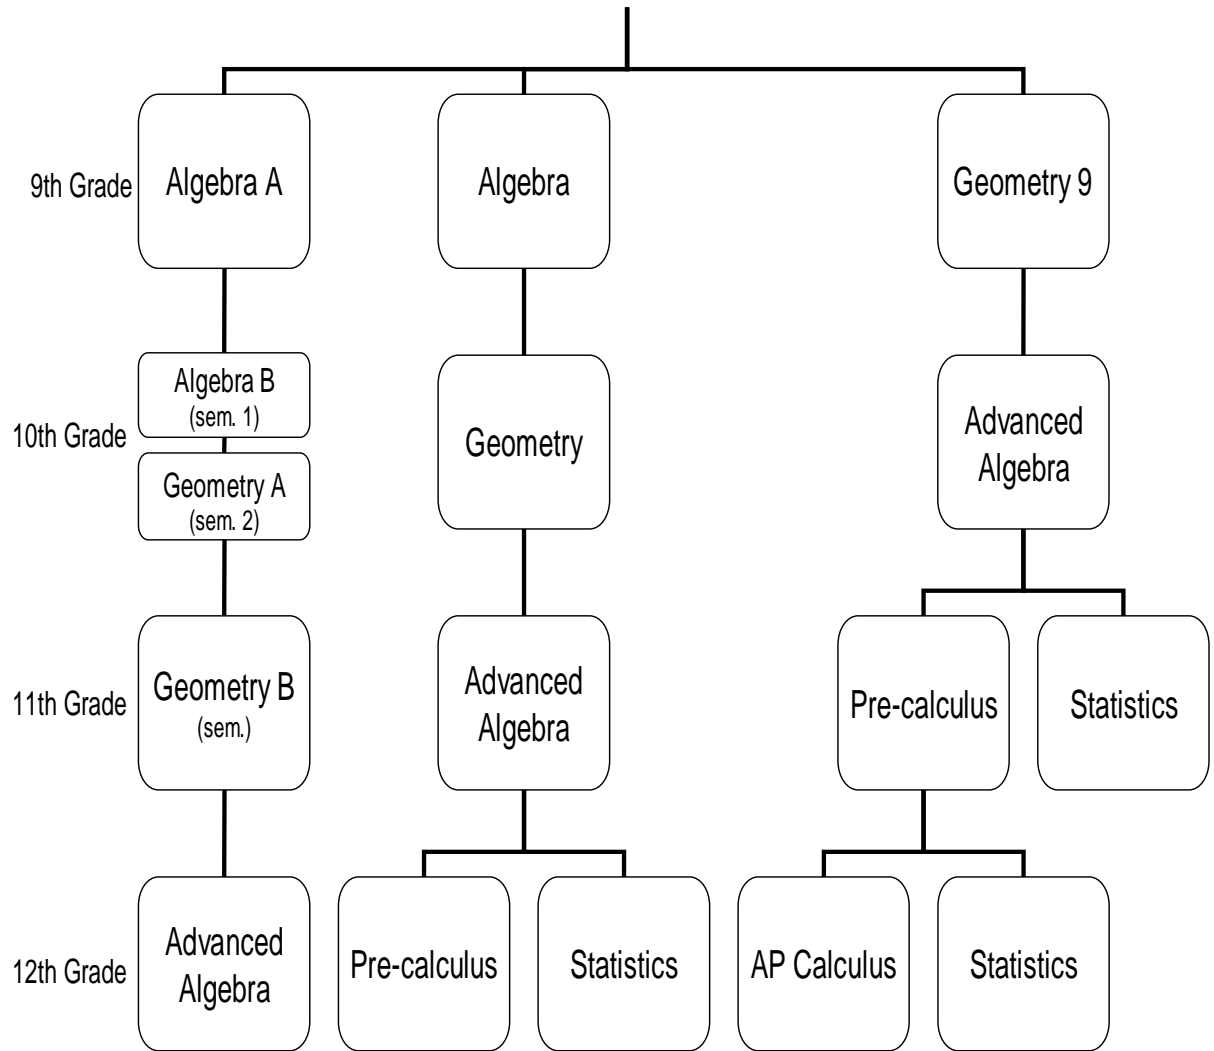 9th Grade
Algebra A
Algebra
Geometry 9
10th Grade
Algebra B
(sem. 1)
Geometry A
(sem. 2)
Geometry
Advanced
Algebra
11th Grade
Geometry B
(sem.)
Advanced
Algebra
Pre-calculus
Statistics
12th Grade
Advanced
Algebra
Pre-calculus
Statistics
AP Calculus
Statistics